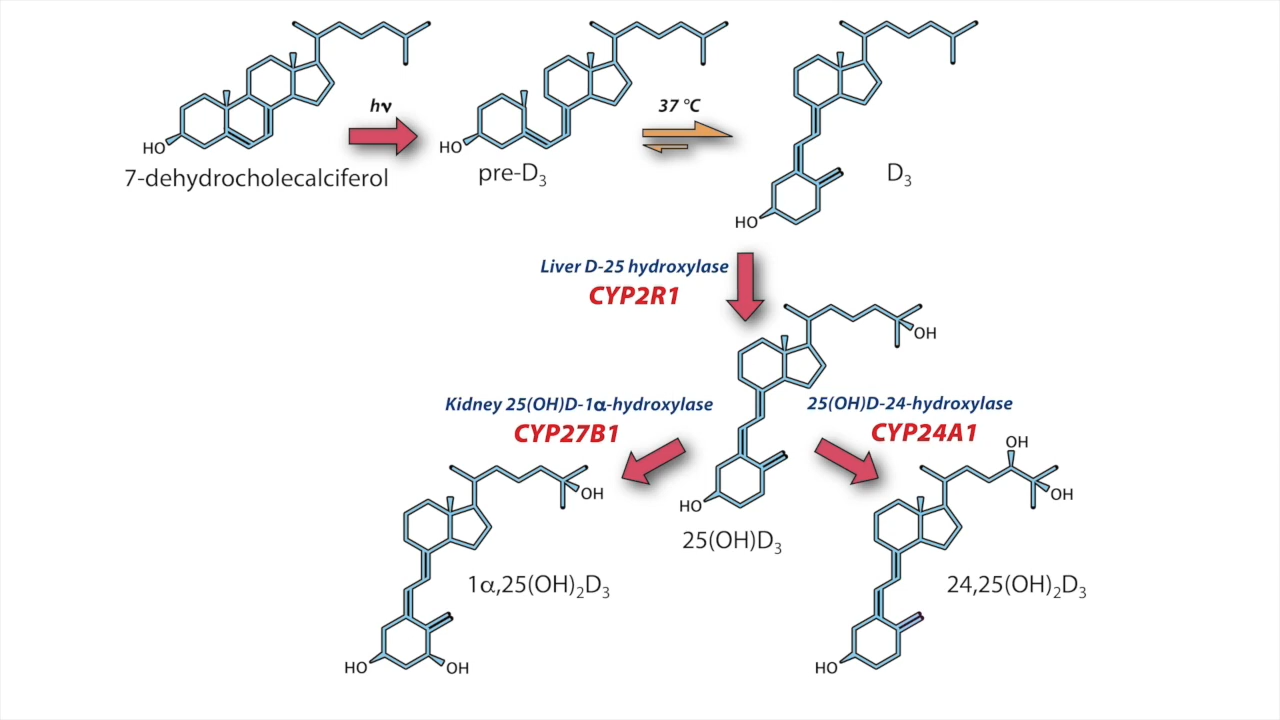 hν
37 °C
HO
HO
7-dehydrocholecalciferol
pre-D₃
D₃
HO
Liver D-25 hydroxylase
CYP2R1
OH
Kidney 25(OH)D-1α-hydroxylase
25(OH)D-24-hydroxylase
CYP27B1
CYP24A1
OH
OH
OH
HO
25(OH)D₃
1α,25(OH)₂D₃
24,25(OH)₂D₃
HO
OH
HO